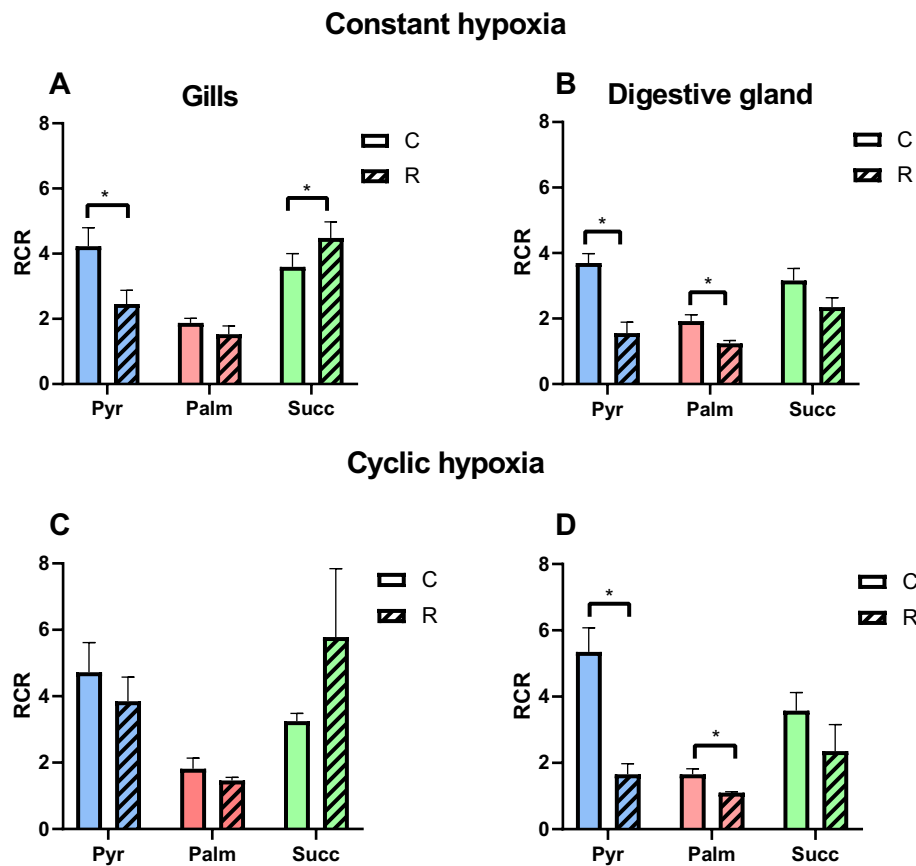 Constant hypoxia
A
Gills
8
6
4
2
0
RCR
*
*
C
R
Pyr Palm Succ
B
Digestive gland
8
6
4
2
0
RCR
*
*
C
R
Pyr Palm Succ
Cyclic hypoxia
C
8
6
4
2
0
RCR
C
R
Pyr Palm Succ
D
8
6
4
2
0
RCR
*
*
C
R
Pyr Palm Succ